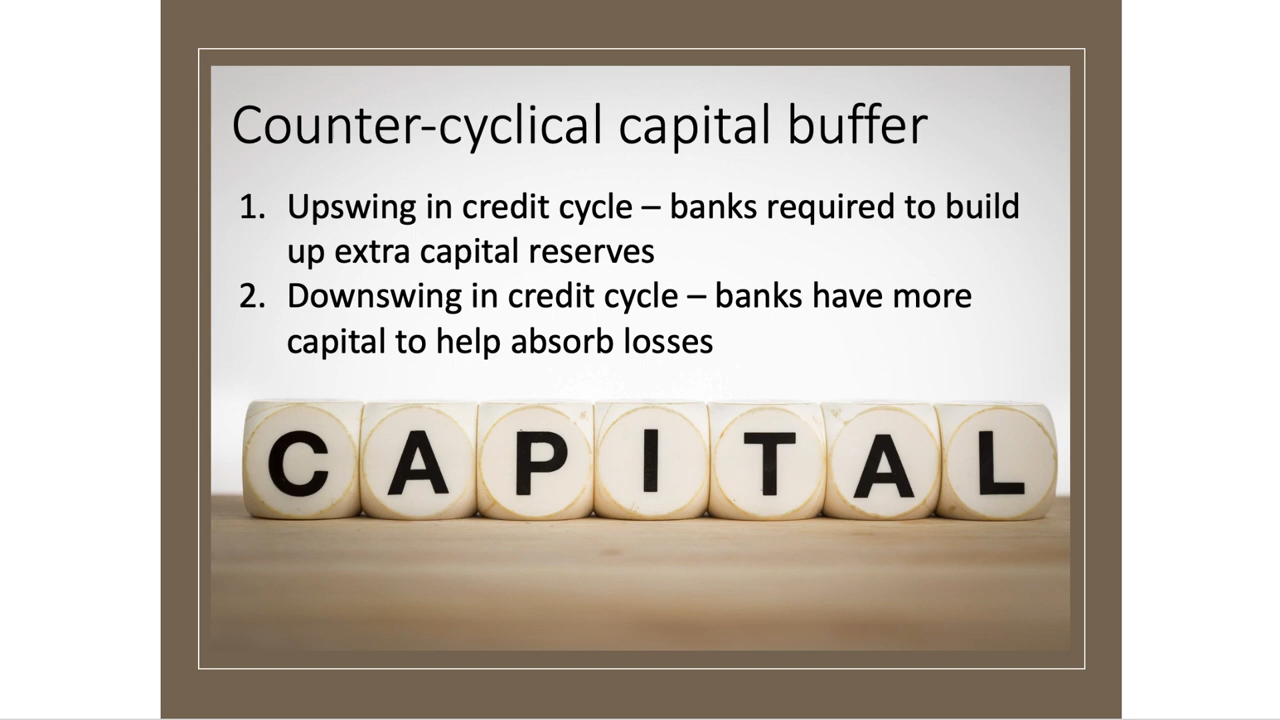 Counter-cyclical capital buffer
1. Upswing in credit cycle – banks required to build
up extra capital reserves
2. Downswing in credit cycle – banks have more
capital to help absorb losses
CAPITAL